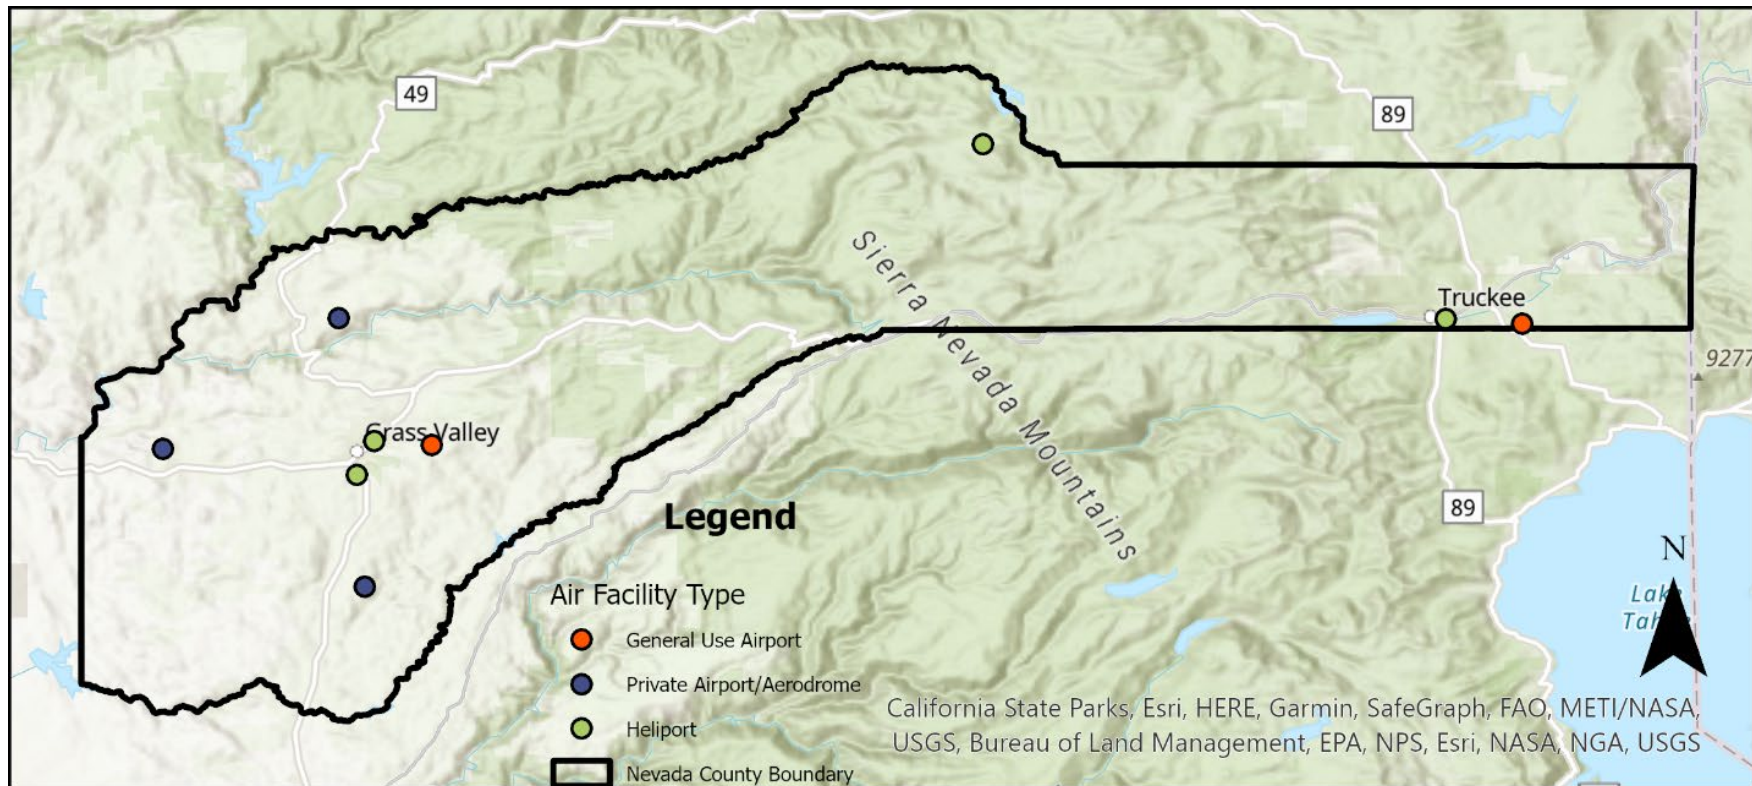 49
89
Sierra Nevada Mountains
Truckee
9277
Grass Valley
89
Legend
N
Air Facility Type
Lake
Tahoe
General Use Airport
Private Airport/Aerodrome
Heliport
California State Parks, Esri, HERE, Garmin, SafeGraph, FAO, METI/NASA,
USGS, Bureau of Land Management, EPA, NPS, Esri, NASA, NGA, USGS
Nevada County Boundary